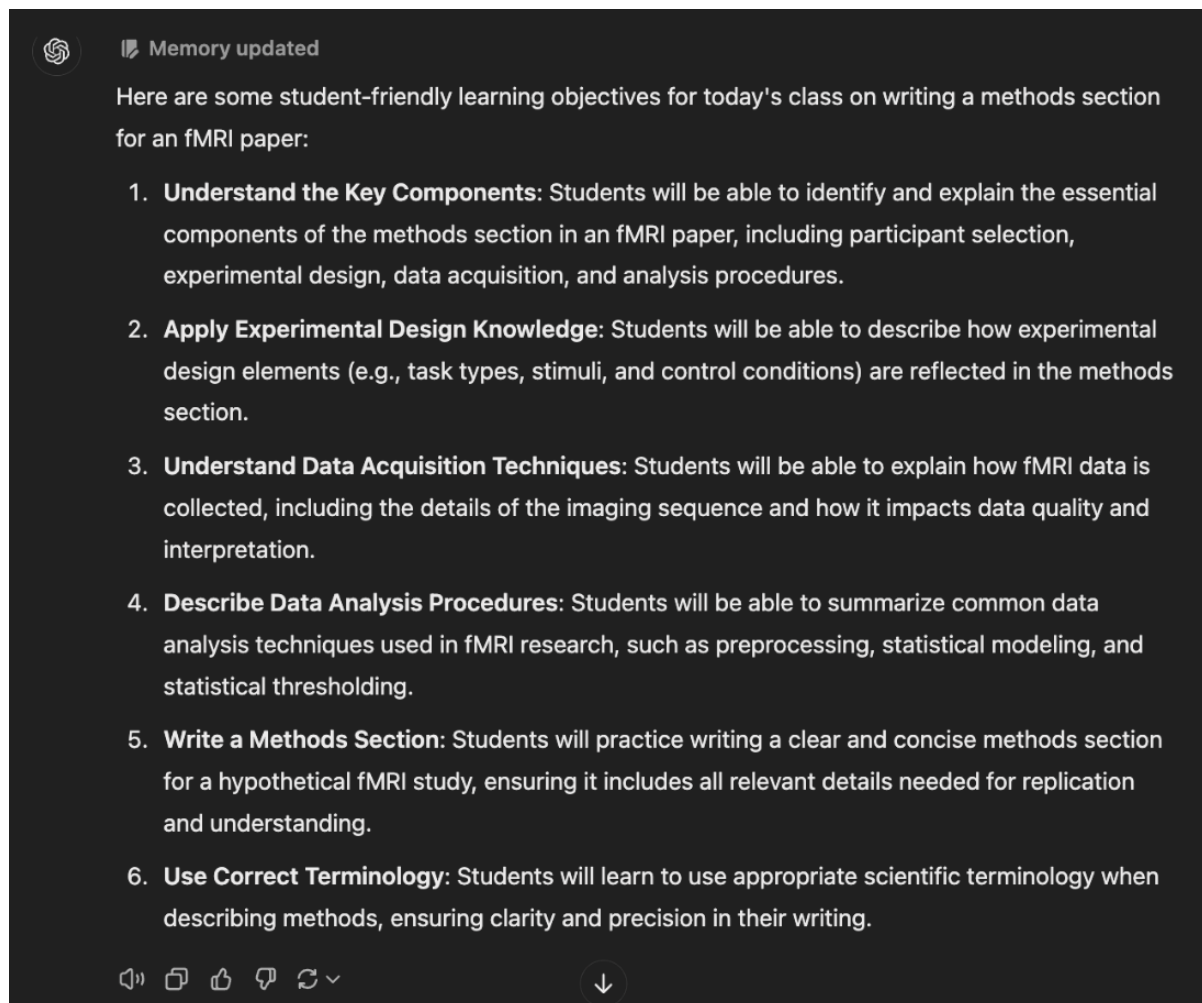 Memory updated
Here are some student-friendly learning objectives for today's class on writing a methods section
for an fMRI paper:
1. Understand the Key Components: Students will be able to identify and explain the essential
components of the methods section in an fMRI paper, including participant selection,
experimental design, data acquisition, and analysis procedures.
2. Apply Experimental Design Knowledge: Students will be able to describe how experimental
design elements (e.g., task types, stimuli, and control conditions) are reflected in the methods
section.
3. Understand Data Acquisition Techniques: Students will be able to explain how fMRI data is
collected, including the details of the imaging sequence and how it impacts data quality and
interpretation.
4. Describe Data Analysis Procedures: Students will be able to summarize common data
analysis techniques used in fMRI research, such as preprocessing, statistical modeling, and
statistical thresholding.
5. Write a Methods Section: Students will practice writing a clear and concise methods section
for a hypothetical fMRI study, ensuring it includes all relevant details needed for replication
and understanding.
6. Use Correct Terminology: Students will learn to use appropriate scientific terminology when
describing methods, ensuring clarity and precision in their writing.